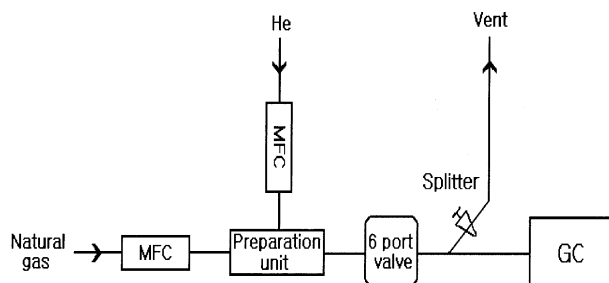 He
Vent
MFC
Splitter
Natural
gas
MFC
Preparation
unit
6 port
valve
GC